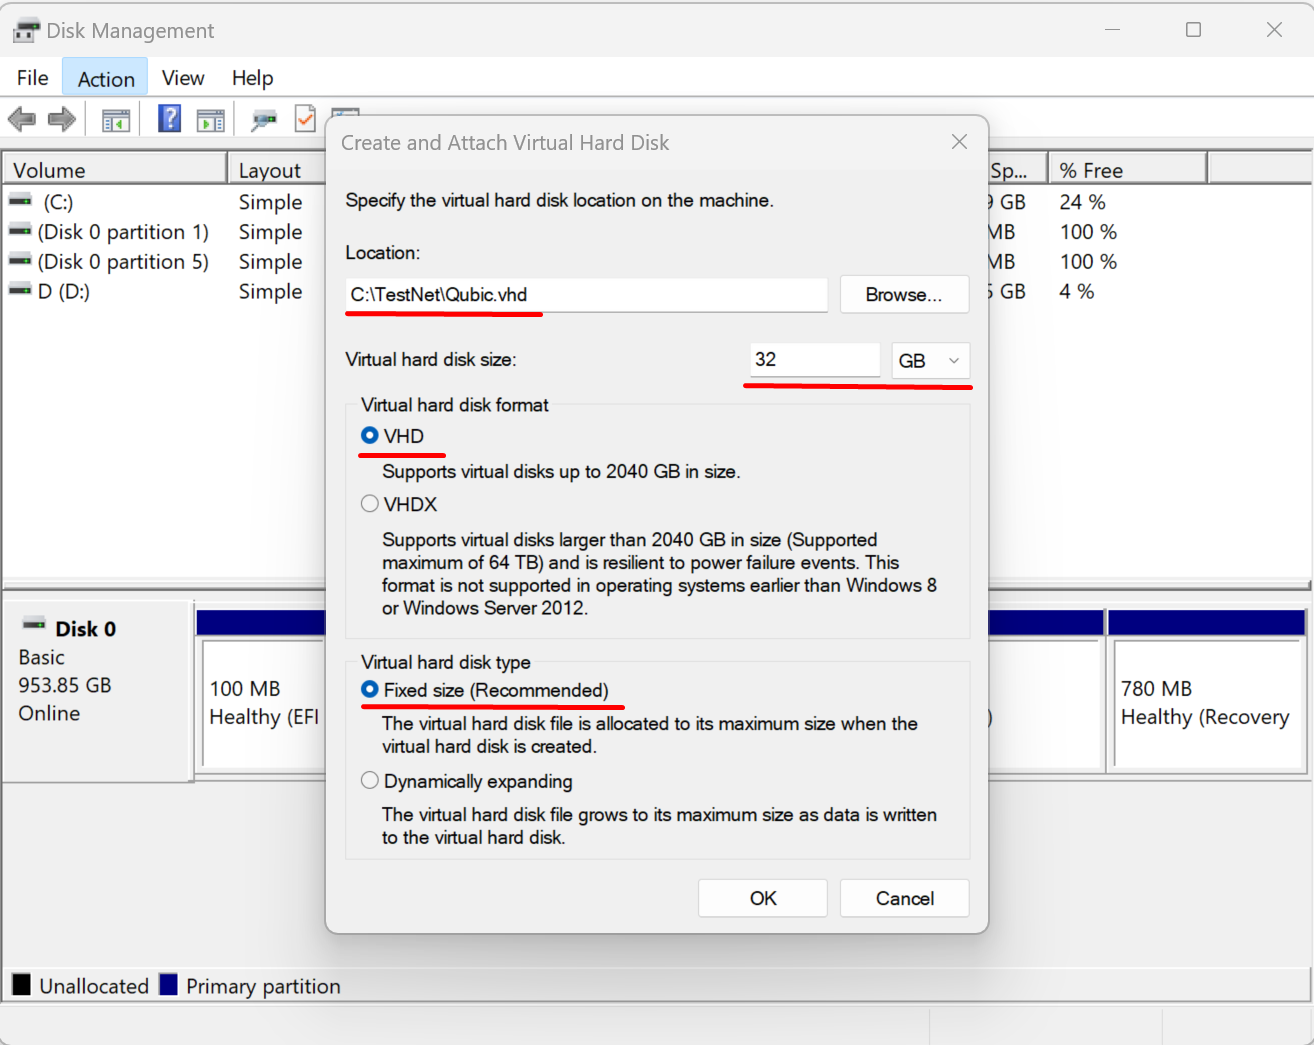 Disk Management
File Action View Help
Create and Attach Virtual Hard Disk
Volume Layout Sp... % Free
(C:) Simple GB 24 %
(Disk 0 partition 1) Simple MB 100 %
(Disk 0 partition 5) Simple MB 100 %
D (D:) Simple GB 4 %
Specify the virtual hard disk location on the machine.
Location:
C:\TestNet\Qubic.vhd Browse...
Virtual hard disk size: 32 GB
Virtual hard disk format
VHD
Supports virtual disks up to 2040 GB in size.
VHDX
Supports virtual disks larger than 2040 GB in size (Supported
maximum of 64 TB) and is resilient to power failure events. This
format is not supported in operating systems earlier than Windows 8
or Windows Server 2012.
Virtual hard disk type
Fixed size (Recommended)
The virtual hard disk file is allocated to its maximum size when the
virtual hard disk is created.
Dynamically expanding
The virtual hard disk file grows to its maximum size as data is written
to the virtual hard disk.
OK Cancel
Disk 0
Basic
953.85 GB
Online
100 MB
Healthy (EFI
)
780 MB
Healthy (Recovery
Unallocated Primary partition